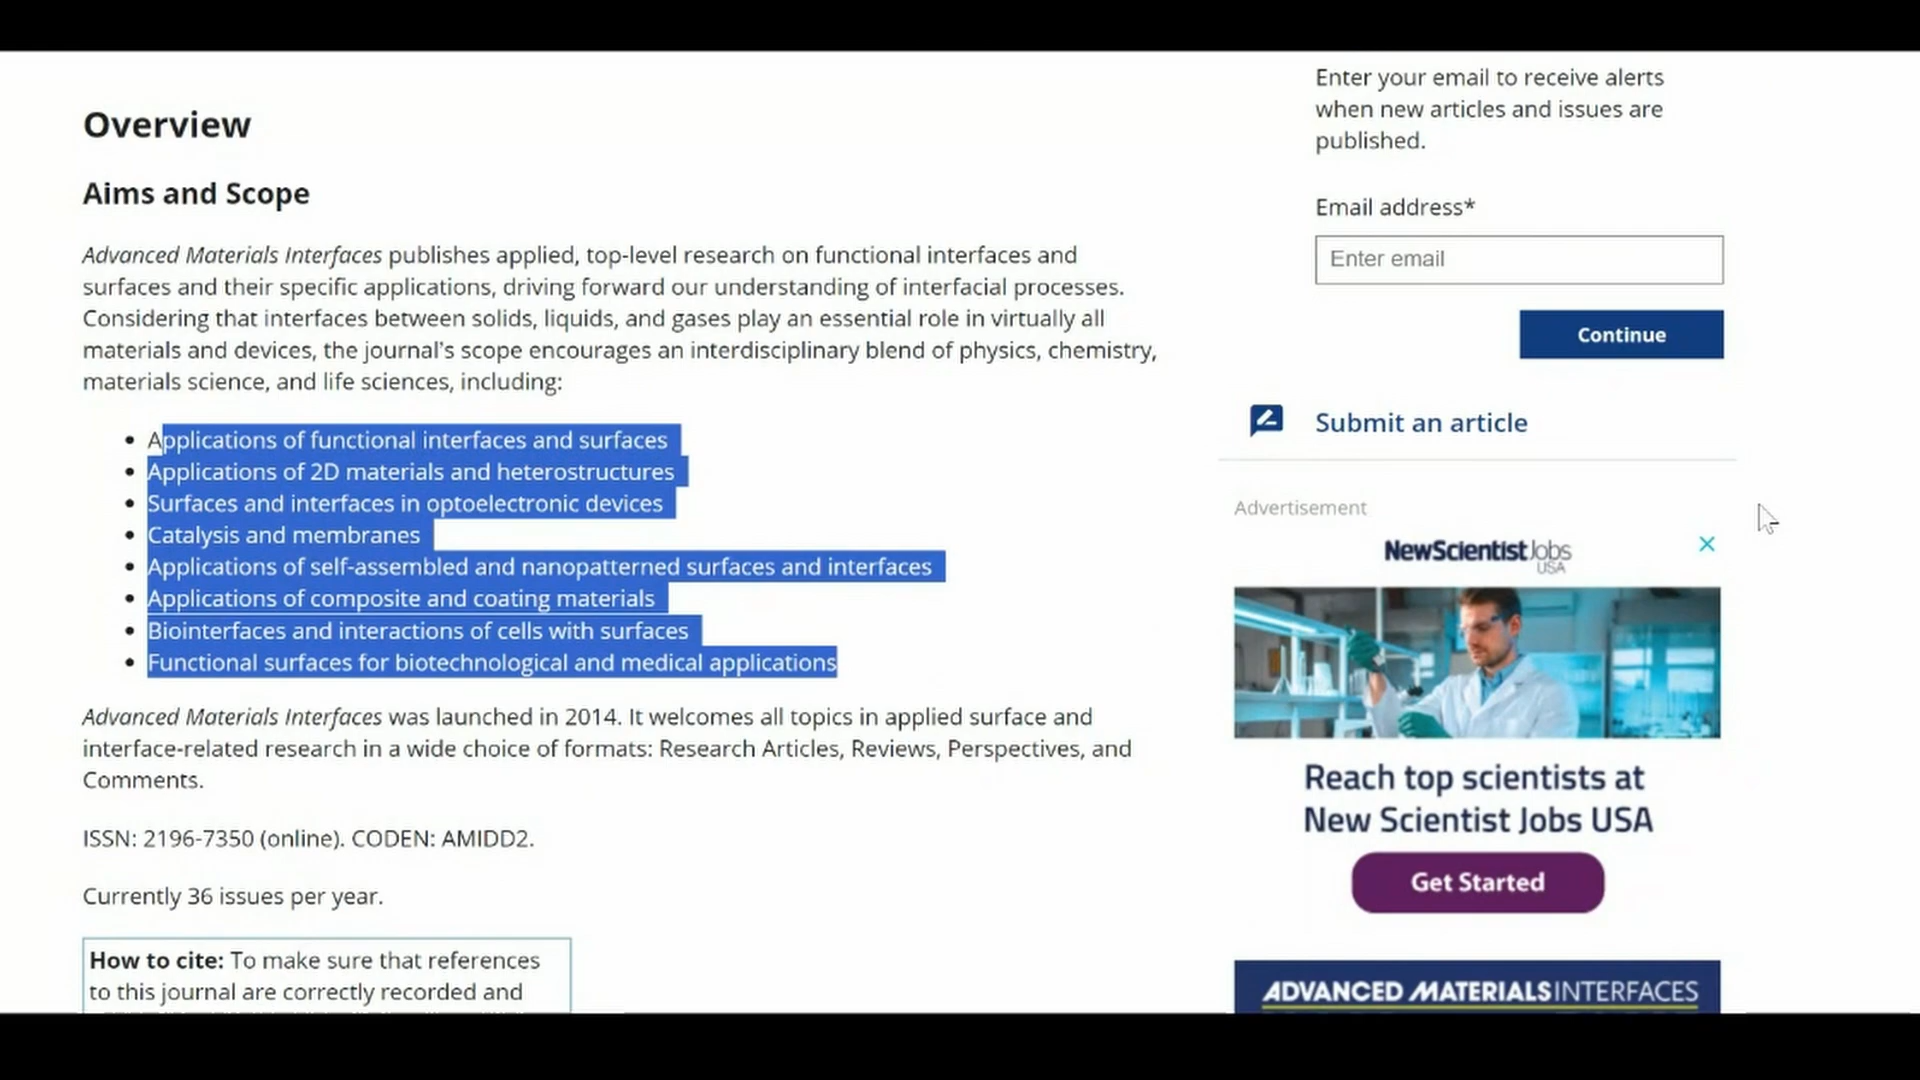 Overview
Aims and Scope
Advanced Materials Interfaces publishes applied, top-level research on functional interfaces and
surfaces and their specific applications, driving forward our understanding of interfacial processes.
Considering that interfaces between solids, liquids, and gases play an essential role in virtually all
materials and devices, the journal's scope encourages an interdisciplinary blend of physics, chemistry,
materials science, and life sciences, including:
• Applications of functional interfaces and surfaces
• Applications of 2D materials and heterostructures
• Surfaces and interfaces in optoelectronic devices
• Catalysis and membranes
• Applications of self-assembled and nanopatterned surfaces and interfaces
• Applications of composite and coating materials
• Biointerfaces and interactions of cells with surfaces
• Functional surfaces for biotechnological and medical applications
Advanced Materials Interfaces was launched in 2014. It welcomes all topics in applied surface and
interface-related research in a wide choice of formats: Research Articles, Reviews, Perspectives, and
Comments.
ISSN: 2196-7350 (online). CODEN: AMIDD2.
Currently 36 issues per year.
How to cite: To make sure that references
to this journal are correctly recorded and
Enter your email to receive alerts
when new articles and issues are
published.
Email address*
Enter email
Continue
Submit an article
Advertisement
NewScientist Jobs
USA
Reach top scientists at
New Scientist Jobs USA
Get Started
ADVANCED MATERIALS INTERFACES